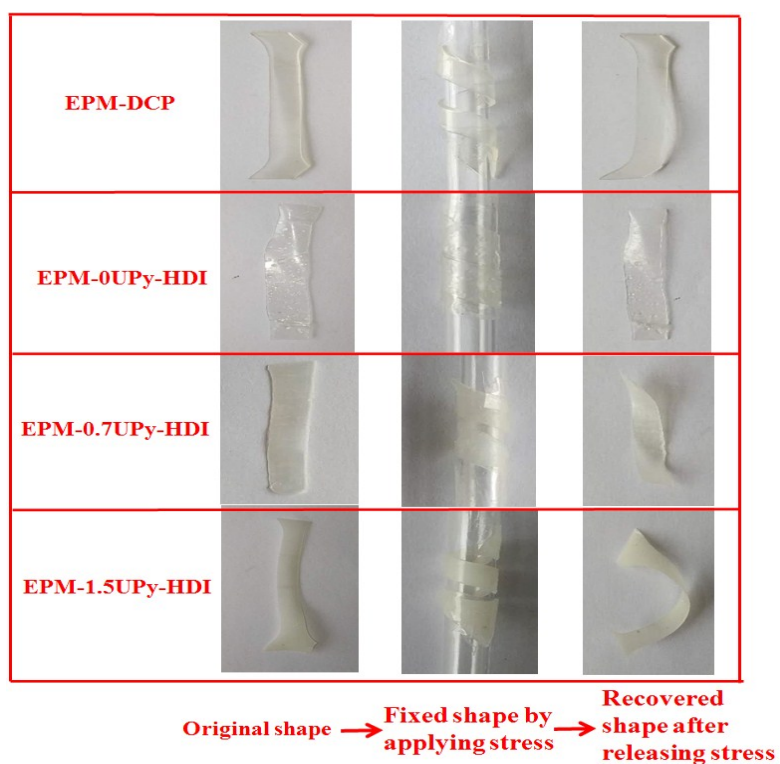 EPM-DCP
EPM-0UPy-HDI
EPM-0.7UPy-HDI
EPM-1.5UPy-HDI
Original shape
Fixed shape by
applying stress
Recovered
shape after
releasing stress